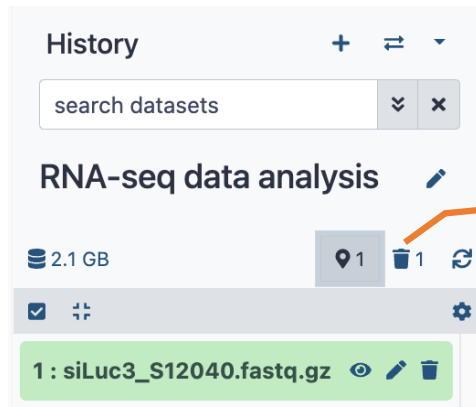 History
search datasets
RNA-seq data analysis
2.1 GB 1 1
1 : siLuc3_S12040.fastq.gz